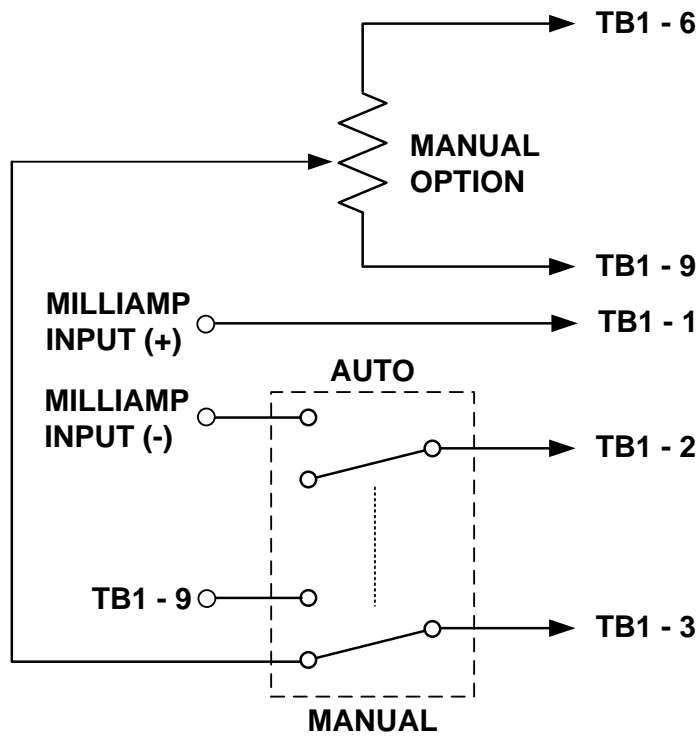 TB1 - 6
MANUAL
OPTION
TB1 - 9
MILLIAMP
INPUT (+)
TB1 - 1
AUTO
MILLIAMP
INPUT (-)
TB1 - 2
TB1 - 9
TB1 - 3
MANUAL